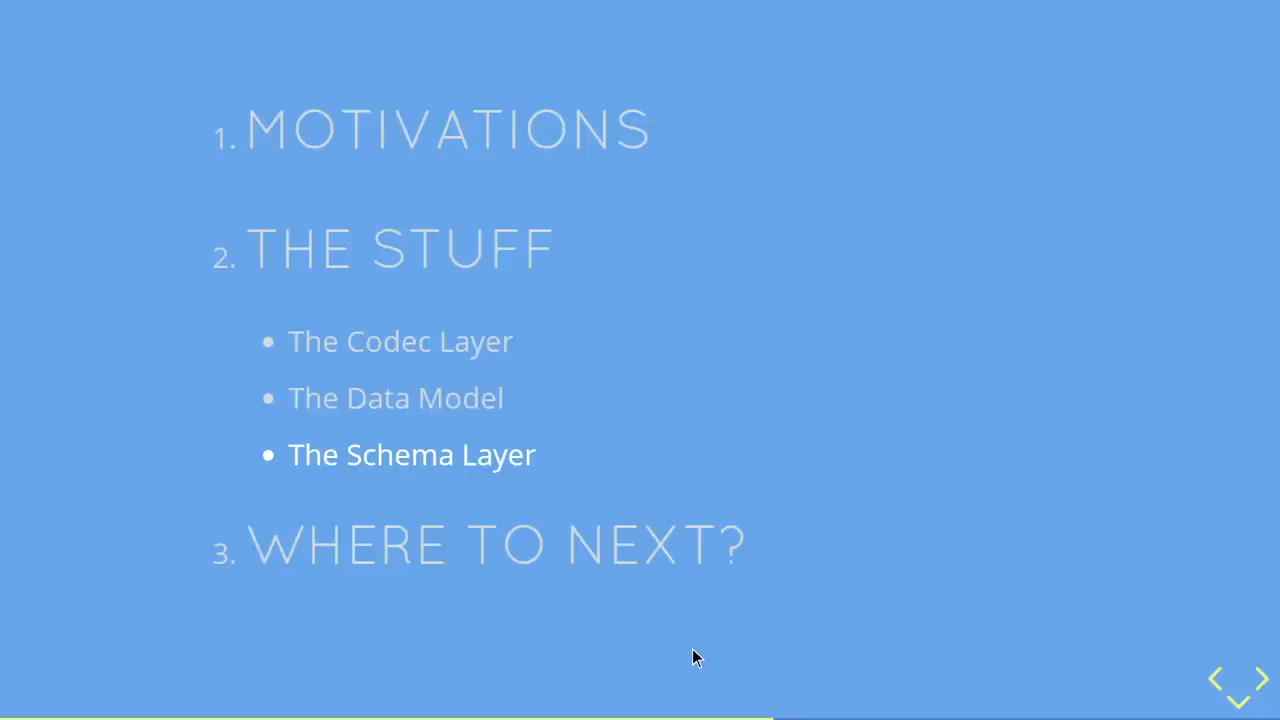 1. MOTIVATIONS
2. THE STUFF
• The Codec Layer
• The Data Model
• The Schema Layer
3. WHERE TO NEXT?